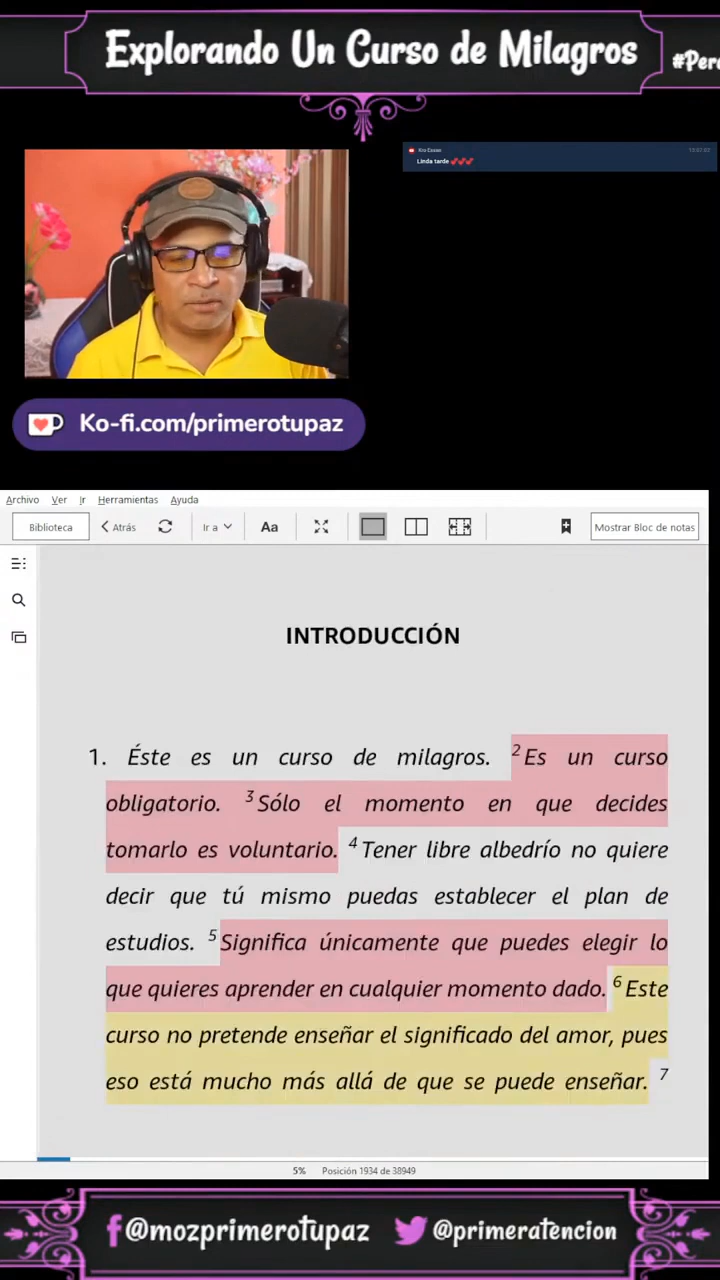 Explorando Un Curso de Milagros
#Perd
Kro Casas
Linda tarde
Ko-fi.com/primerotupaz
Archivo Ver Ir Herramientas Ayuda
Biblioteca Atrás Ir a Aa Mostrar Bloc de notas
INTRODUCCIÓN
1. Éste es un curso de milagros. 2 Es un curso
obligatorio. 3 Sólo el momento en que decides
tomarlo es voluntario. 4 Tener libre albedrío no quiere
decir que tú mismo puedas establecer el plan de
estudios. 5 Significa únicamente que puedes elegir lo
que quieres aprender en cualquier momento dado. 6 Este
curso no pretende enseñar el significado del amor, pues
eso está mucho más allá de que se puede enseñar. 7
5% Posición 1934 de 38949
@mozprimerotupaz @primeratencion